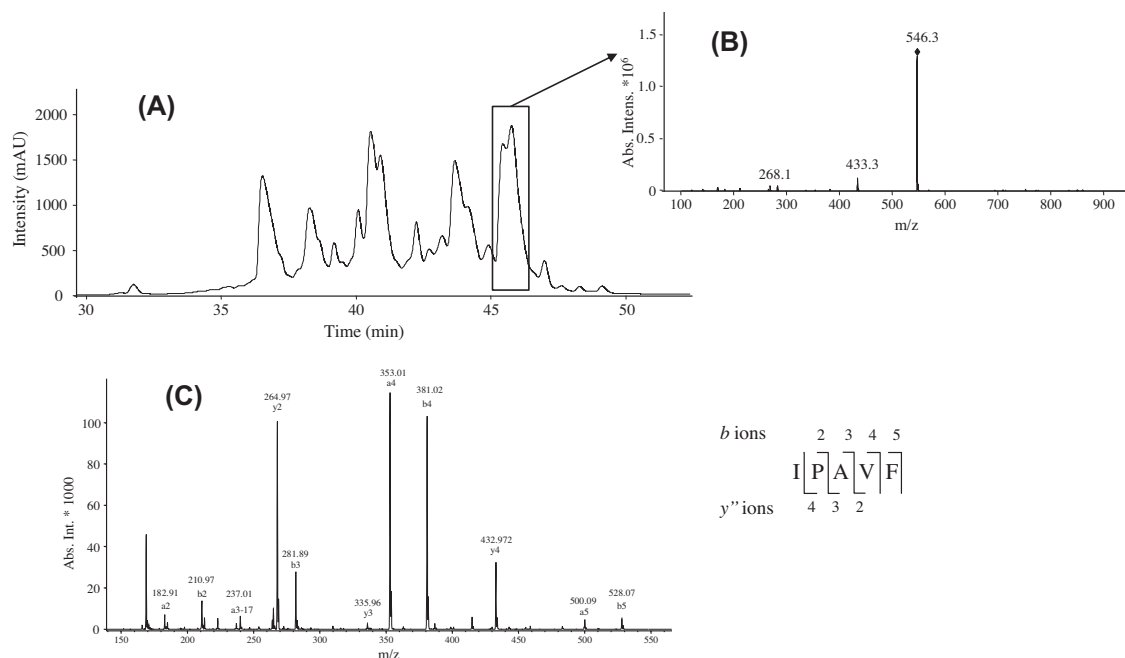 (A)
Intensity (mAU)
2000
1500
1000
500
0
30 35 40 45 50
Time (min)
(B)
Abs. Intens. *10^6
1.5
1.0
0.5
0
546.3
433.3
268.1
100 200 300 400 500 600 700 800 900
m/z
(C)
Abs. Int. * 1000
100
80
60
40
20
0
182.91
a2
210.97
b2
237.01
a3-17
264.97
y2
281.89
b3
335.96
y3
353.01
a4
381.02
b4
432.972
y4
500.09
a5
528.07
b5
150 200 250 300 350 400 450 500 550
m/z
b ions 2 3 4 5
I P A V F
y" ions 4 3 2